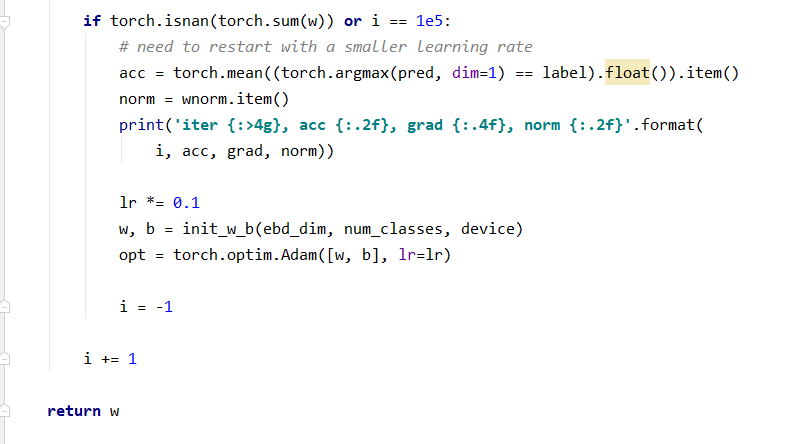 if torch.isnan(torch.sum(w)) or i == 1e5:
# need to restart with a smaller learning rate
acc = torch.mean((torch.argmax(pred, dim=1) == label).float()).item()
norm = wnorm.item()
print('iter {:>4g}, acc {:.2f}, grad {:.4f}, norm {:.2f}'.format(
i, acc, grad, norm))
lr *= 0.1
w, b = init_w_b(ebd_dim, num_classes, device)
opt = torch.optim.Adam([w, b], lr=lr)
i = -1
i += 1
return w